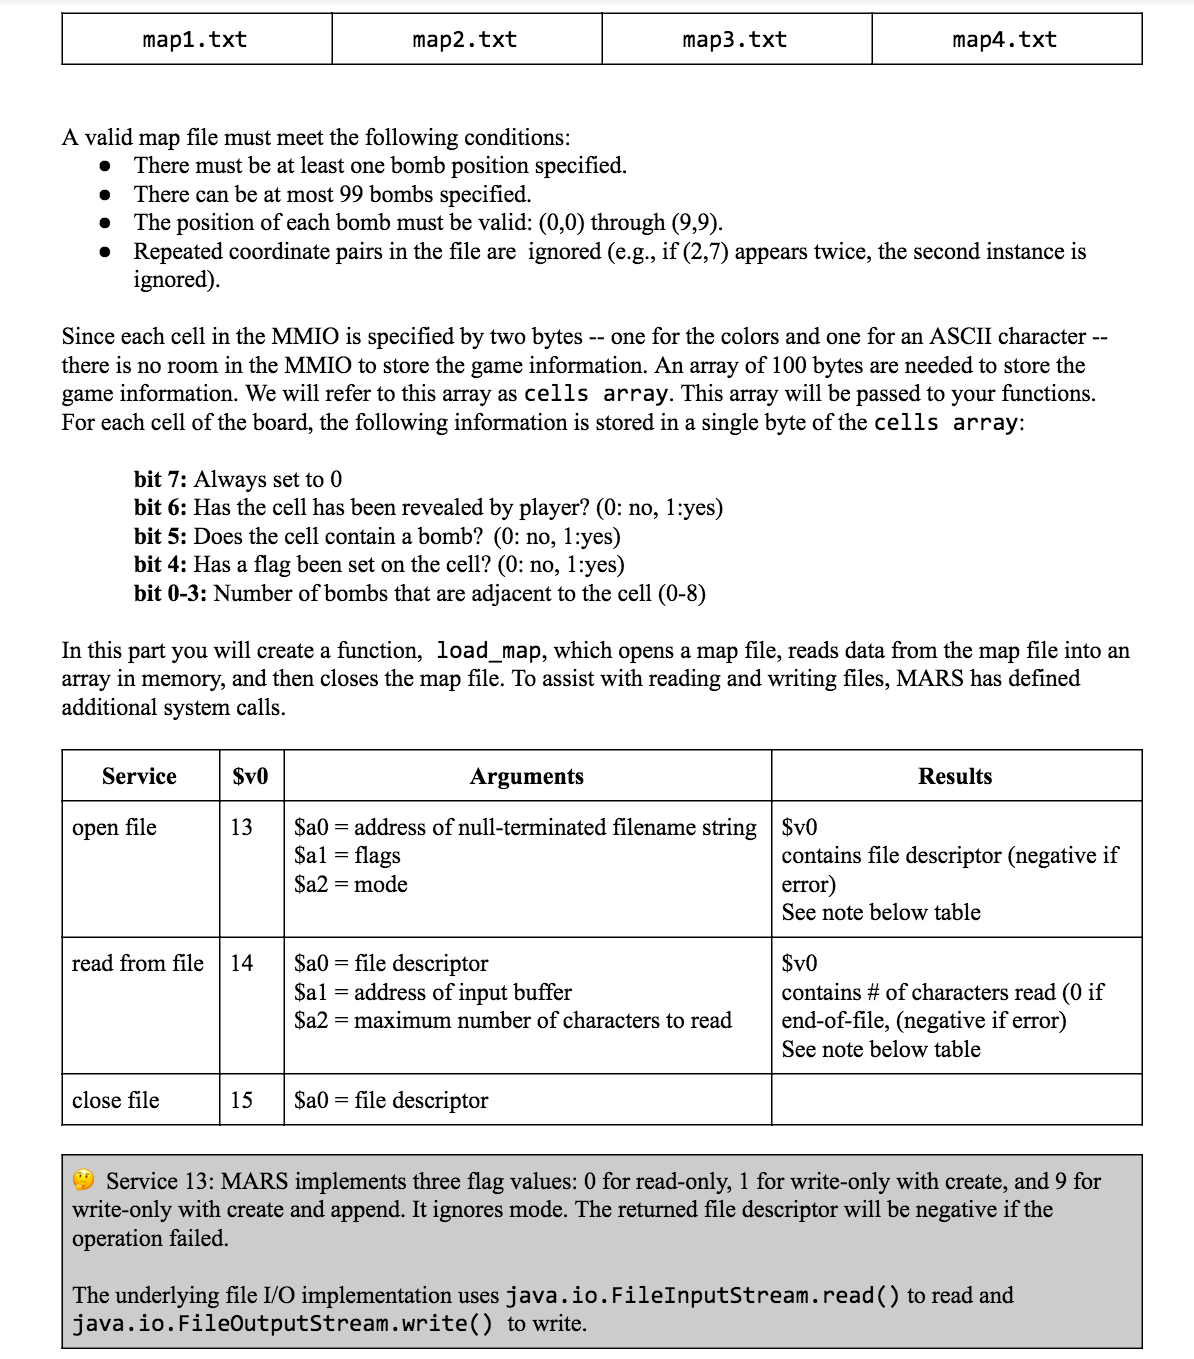 map1.txt map2.txt map3.txt map4.txt
A valid map file must meet the following conditions:
● There must be at least one bomb position specified.
● There can be at most 99 bombs specified.
● The position of each bomb must be valid: (0,0) through (9,9).
● Repeated coordinate pairs in the file are ignored (e.g., if (2,7) appears twice, the second instance is
ignored).
Since each cell in the MMIO is specified by two bytes -- one for the colors and one for an ASCII character --
there is no room in the MMIO to store the game information. An array of 100 bytes are needed to store the
game information. We will refer to this array as cells array. This array will be passed to your functions.
For each cell of the board, the following information is stored in a single byte of the cells array:
bit 7: Always set to 0
bit 6: Has the cell has been revealed by player? (0: no, 1:yes)
bit 5: Does the cell contain a bomb? (0: no, 1:yes)
bit 4: Has a flag been set on the cell? (0: no, 1:yes)
bit 0-3: Number of bombs that are adjacent to the cell (0-8)
In this part you will create a function, load_map, which opens a map file, reads data from the map file into an
array in memory, and then closes the map file. To assist with reading and writing files, MARS has defined
additional system calls.
Service $v0 Arguments Results
open file 13 $a0 = address of null-terminated filename string $v0
$a1 = flags contains file descriptor (negative if
$a2 = mode error)
See note below table
read from file 14 $a0 = file descriptor $v0
$a1 = address of input buffer contains # of characters read (0 if
$a2 = maximum number of characters to read end-of-file, (negative if error)
See note below table
close file 15 $a0 = file descriptor
🤔 Service 13: MARS implements three flag values: 0 for read-only, 1 for write-only with create, and 9 for
write-only with create and append. It ignores mode. The returned file descriptor will be negative if the
operation failed.
The underlying file I/O implementation uses java.io.FileInputStream.read() to read and
java.io.FileOutputStream.write() to write.